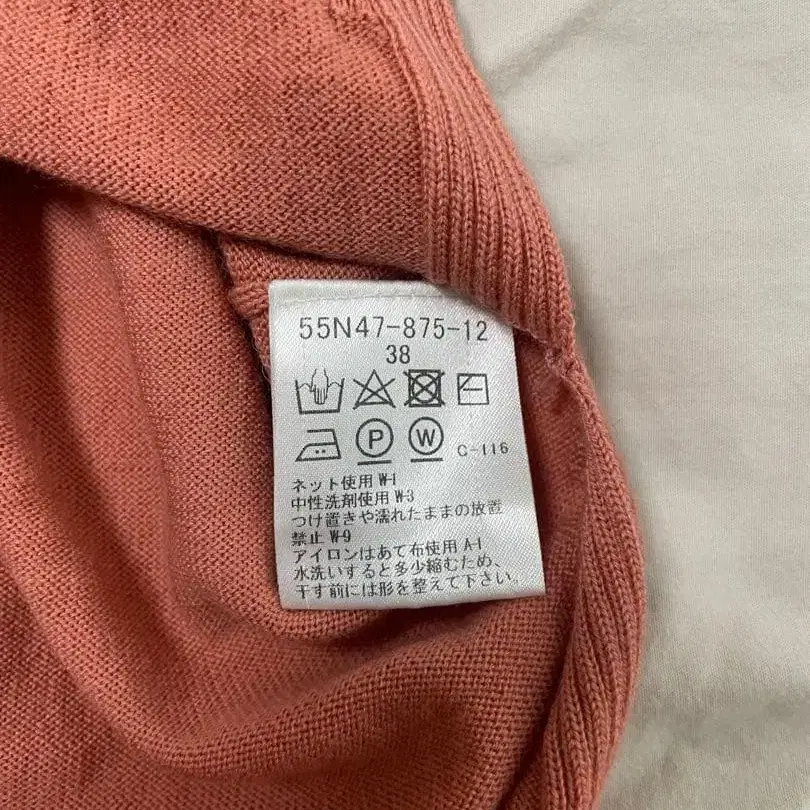 55N47-875-12
38
P W C-116
ネット使用 W-1
中性洗剤使用 W-3
つけ置きや濡れたままの放置
禁止 W-9
アイロンはあて布使用 A-1
水洗いすると多少縮むため、
干す前には形を整えて下さい。